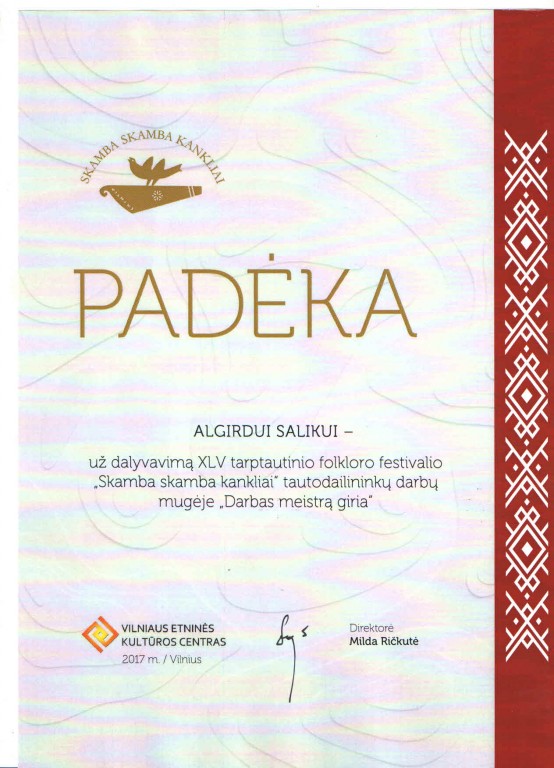 SKAMBA SKAMBA KANKLIAI
PADĖKA
ALGIRDUI SALIKUI –
už dalyvavimą XLV tarptautinio folkloro festivalio
„Skamba skamba kankliai“ tautodailininkų darbų
mugėje „Darbas meistrą giria“
VILNIAUS ETNINĖS
KULTŪROS CENTRAS
2017 m. / Vilnius
Direktorė
Milda Ričkutė